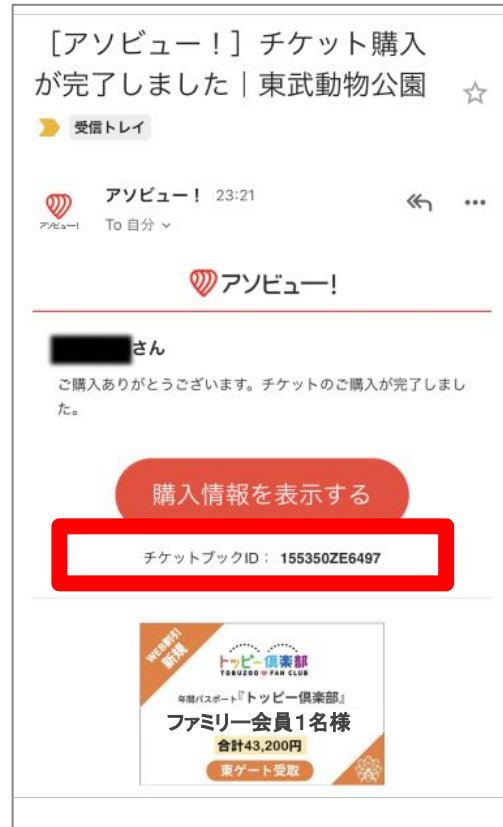 ［アソビュー！］チケット購入
が完了しました｜東武動物公園
受信トレイ
アソビュー！ 23:21
アソビュー！
To 自分
アソビュー！
さん
ご購入ありがとうございます。チケットのご購入が完了しまし
た。
購入情報を表示する
チケットブックID： 155350ZE6497
WEB割引
新規
トッピー倶楽部
TOBUZOO FAN CLUB
年間パスポート『トッピー倶楽部』
ファミリー会員1名様
合計43,200円
東ゲート受取